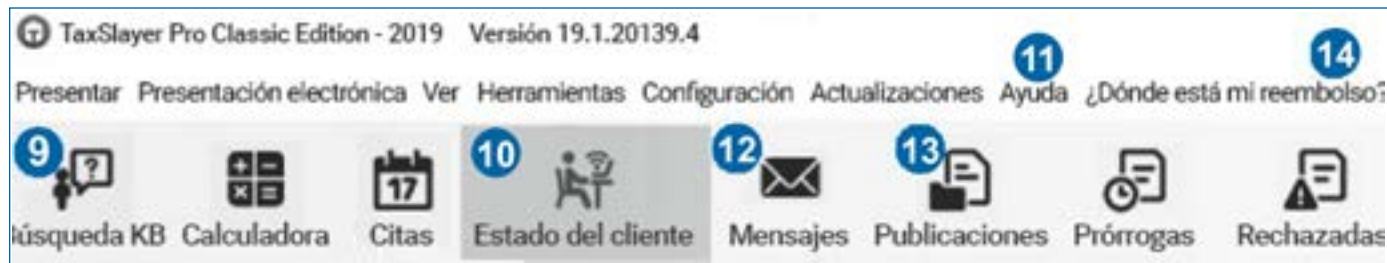 TaxSlayer Pro Classic Edition - 2019 Versión 19.1.20139.4
11 14
Presentar Presentación electrónica Ver Herramientas Configuración Actualizaciones Ayuda ¿Dónde está mi reembolso?
9 ? 17 10 12 13
úsqueda KB Calculadora Citas Estado del cliente Mensajes Publicaciones Prórrogas Rechazadas